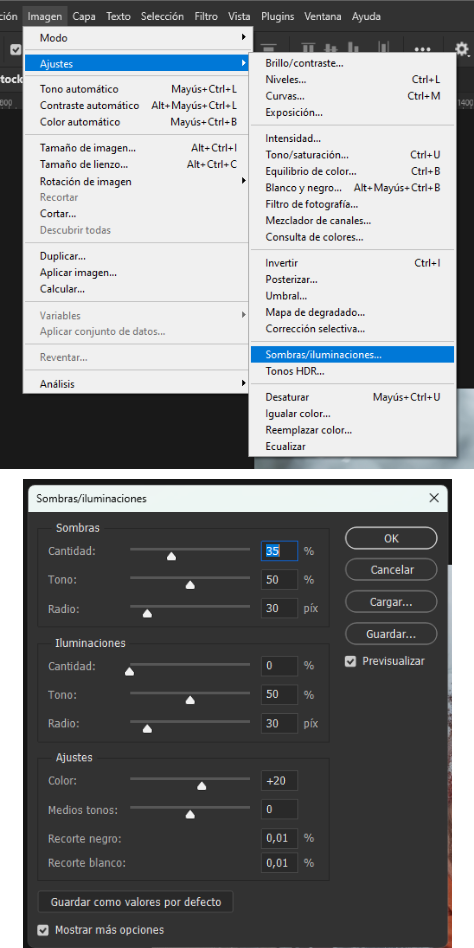 ción Imagen Capa Texto Selección Filtro Vista Plugins Ventana Ayuda
Modo
Ajustes
Tono automático Mayús+Ctrl+L
Contraste automático Alt+Mayús+Ctrl+L
Color automático Mayús+Ctrl+B
Tamaño de imagen... Alt+Ctrl+I
Tamaño de lienzo... Alt+Ctrl+C
Rotación de imagen
Recortar
Cortar...
Descubrir todas
Duplicar...
Aplicar imagen...
Calcular...
Variables
Aplicar conjunto de datos...
Reventar...
Análisis
tock
800
1400
Brillo/contraste...
Niveles... Ctrl+L
Curvas... Ctrl+M
Exposición...
Intensidad...
Tono/saturación... Ctrl+U
Equilibrio de color... Ctrl+B
Blanco y negro... Alt+Mayús+Ctrl+B
Filtro de fotografía...
Mezclador de canales...
Consulta de colores...
Invertir Ctrl+I
Posterizar...
Umbral...
Mapa de degradado...
Corrección selectiva...
Sombras/iluminaciones...
Tonos HDR...
Desaturar Mayús+Ctrl+U
Igualar color...
Reemplazar color...
Ecualizar
Sombras/iluminaciones
Sombras
Cantidad: 35 %
Tono: 50 %
Radio: 30 píx
Iluminaciones
Cantidad: 0 %
Tono: 50 %
Radio: 30 píx
Ajustes
Color: +20
Medios tonos: 0
Recorte negro: 0,01 %
Recorte blanco: 0,01 %
Guardar como valores por defecto
Mostrar más opciones
OK
Cancelar
Cargar...
Guardar...
Previsualizar